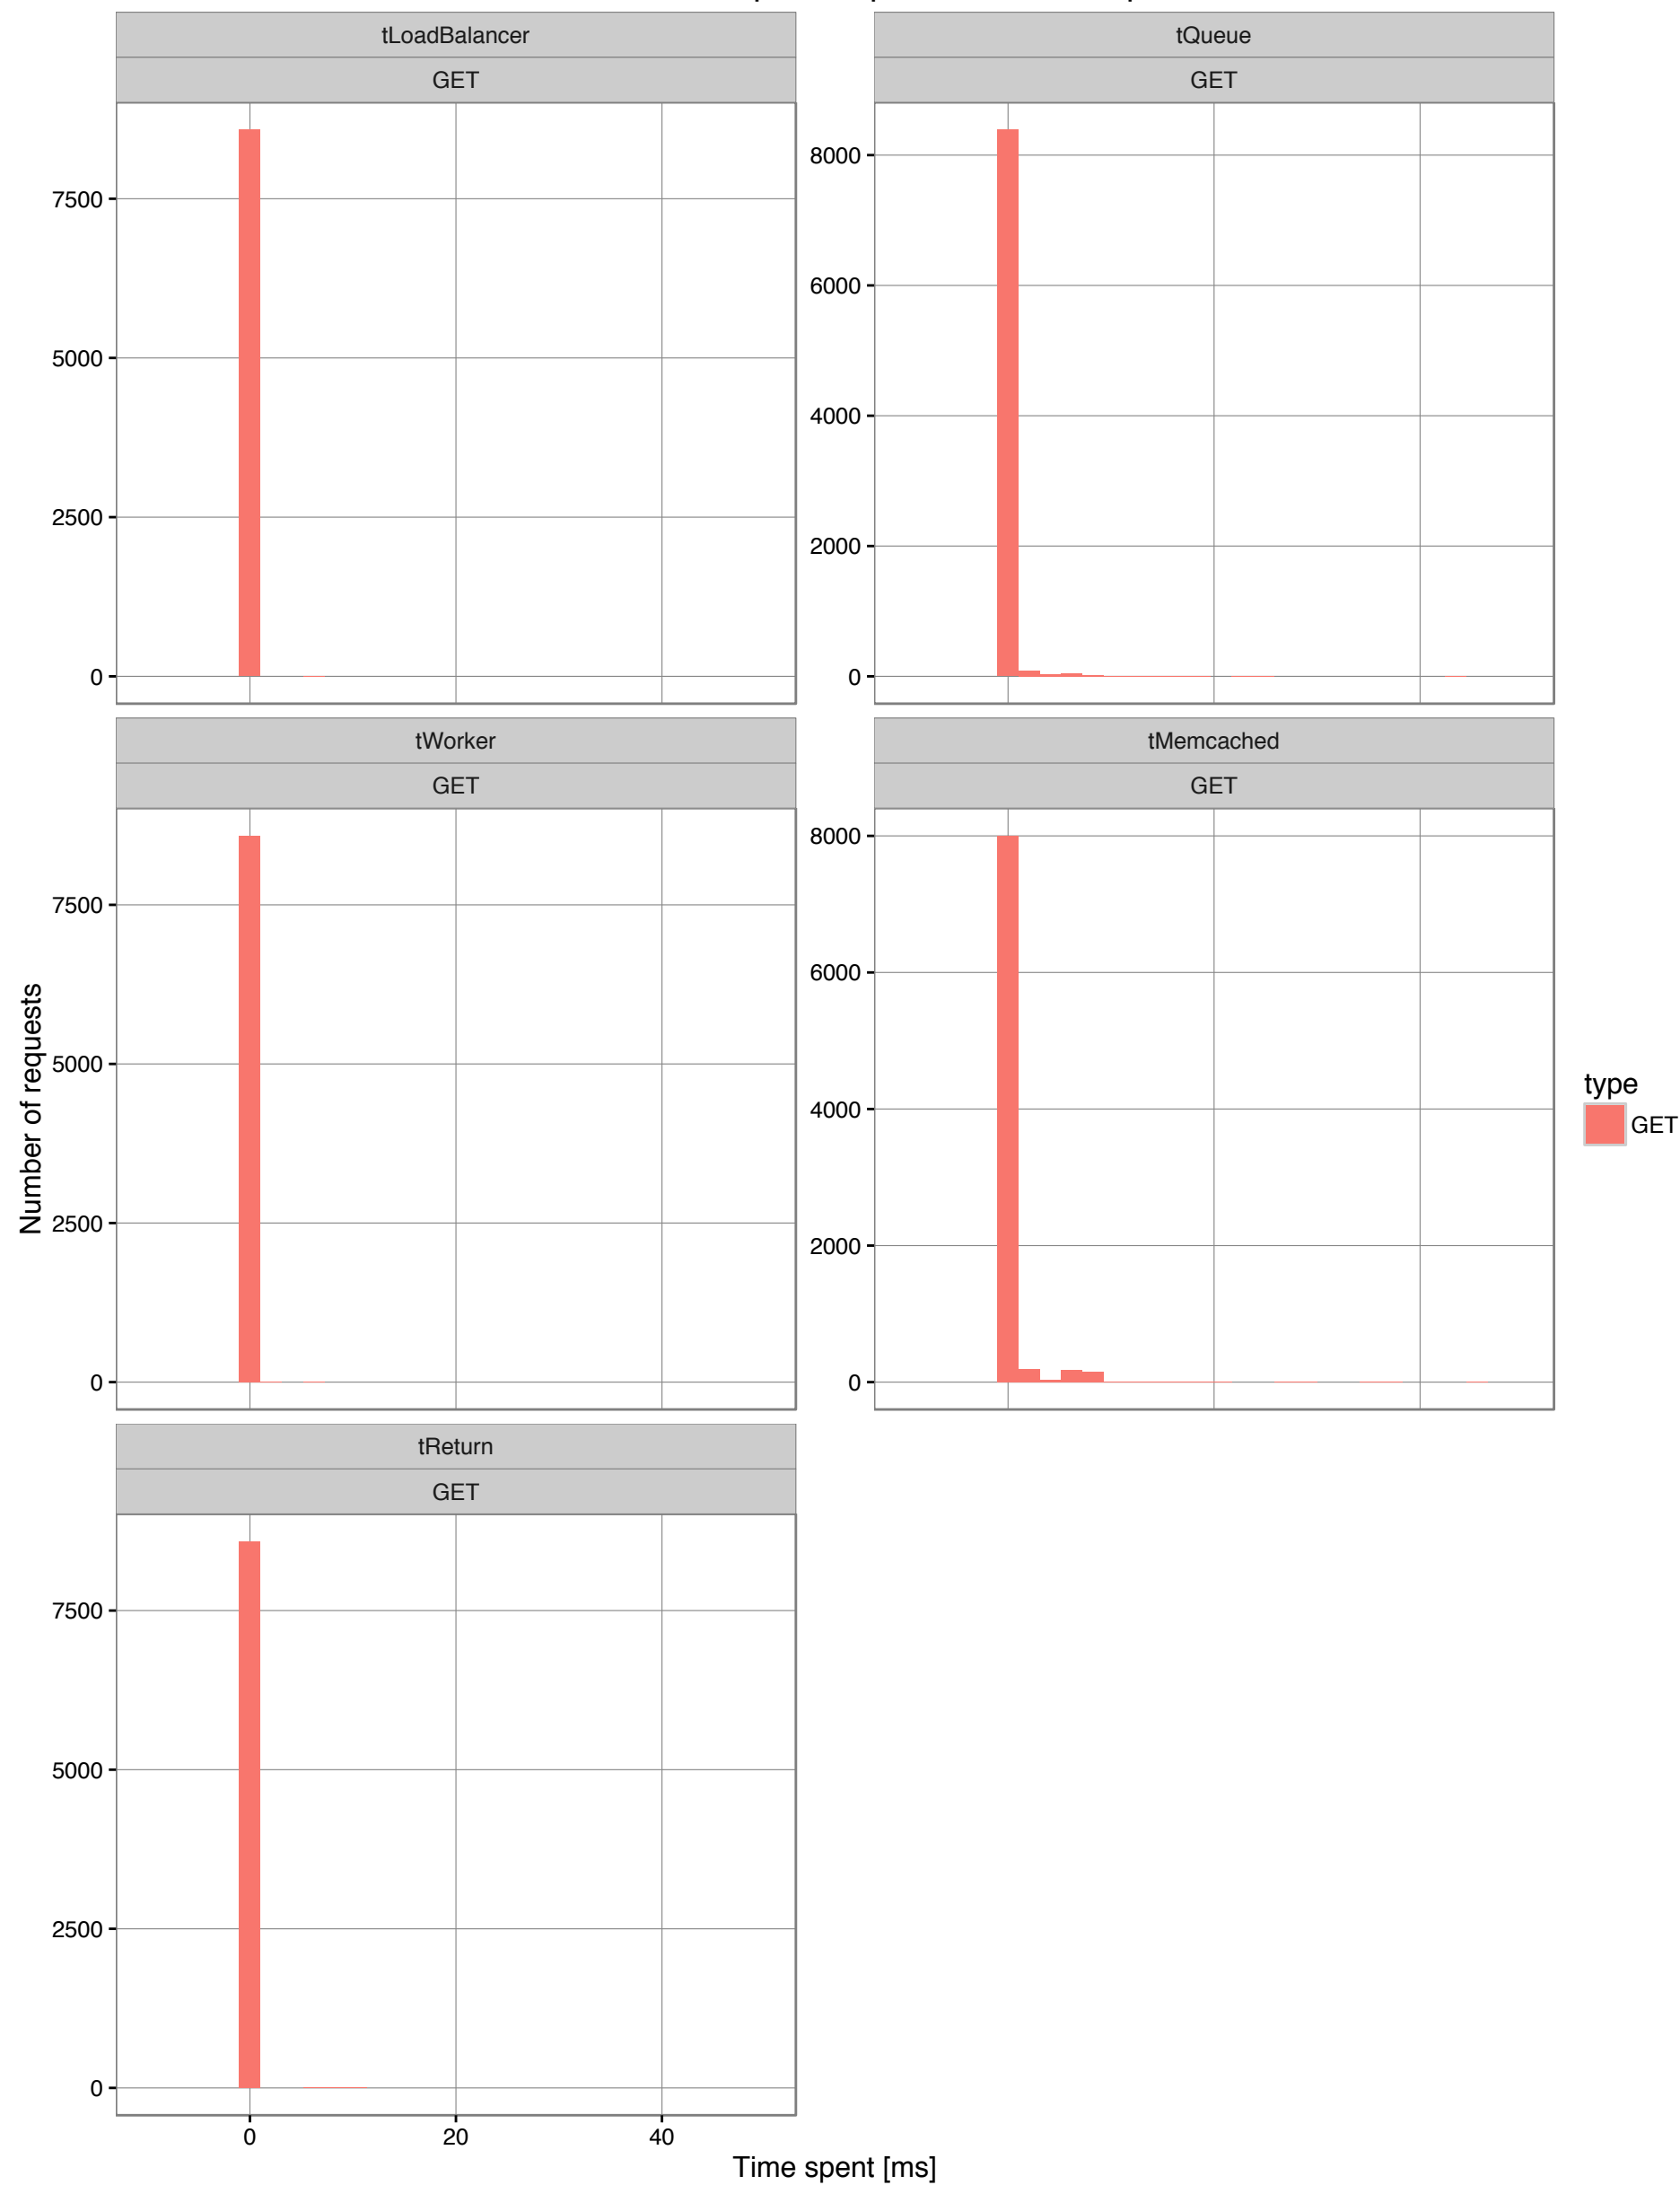 tLoadBalancer
GET
7500
5000
2500
0
tQueue
GET
8000
6000
4000
2000
0
tWorker
GET
7500
5000
2500
0
tMemcached
GET
8000
6000
4000
2000
0
tReturn
GET
7500
5000
2500
0
0 20 40
Time spent [ms]
Number of requests
type
GET